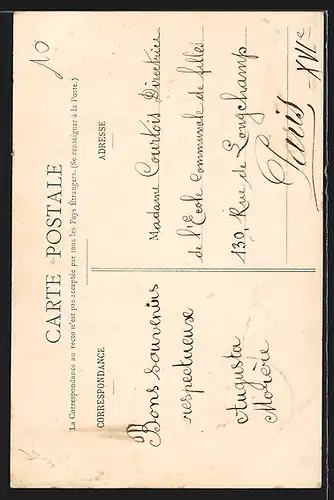 10
CARTE POSTALE
La Correspondance au recto n'est pas acceptée par tous les Pays Étrangers. (Se renseigner à la Poste.)
CORRESPONDANCE
ADRESSE
Bons souvenirs
respectueux
Augusta
Molière
Madame Courtois Directrice
de l'École Communale de filles
130, Rue de Longchamp
Paris XVIe